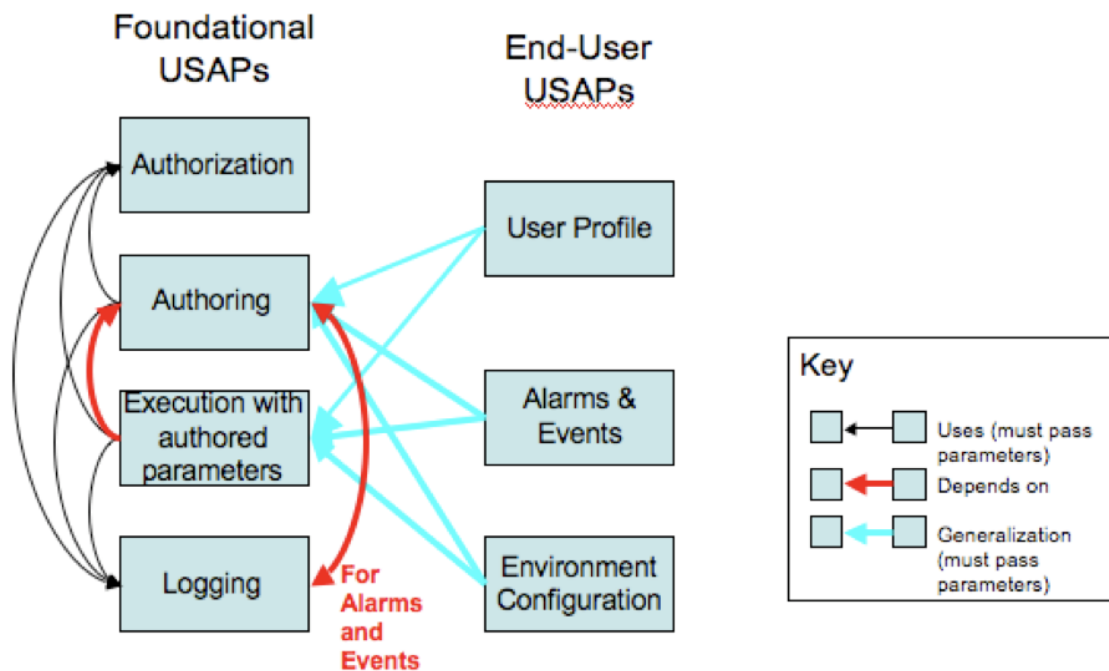 Foundational
USAPs
End-User
USAPs
Authorization
User Profile
Authoring
Execution with
authored
parameters
Alarms &
Events
Logging
For
Alarms
and
Events
Environment
Configuration
Key
Uses (must pass
parameters)
Depends on
Generalization
(must pass
parameters)